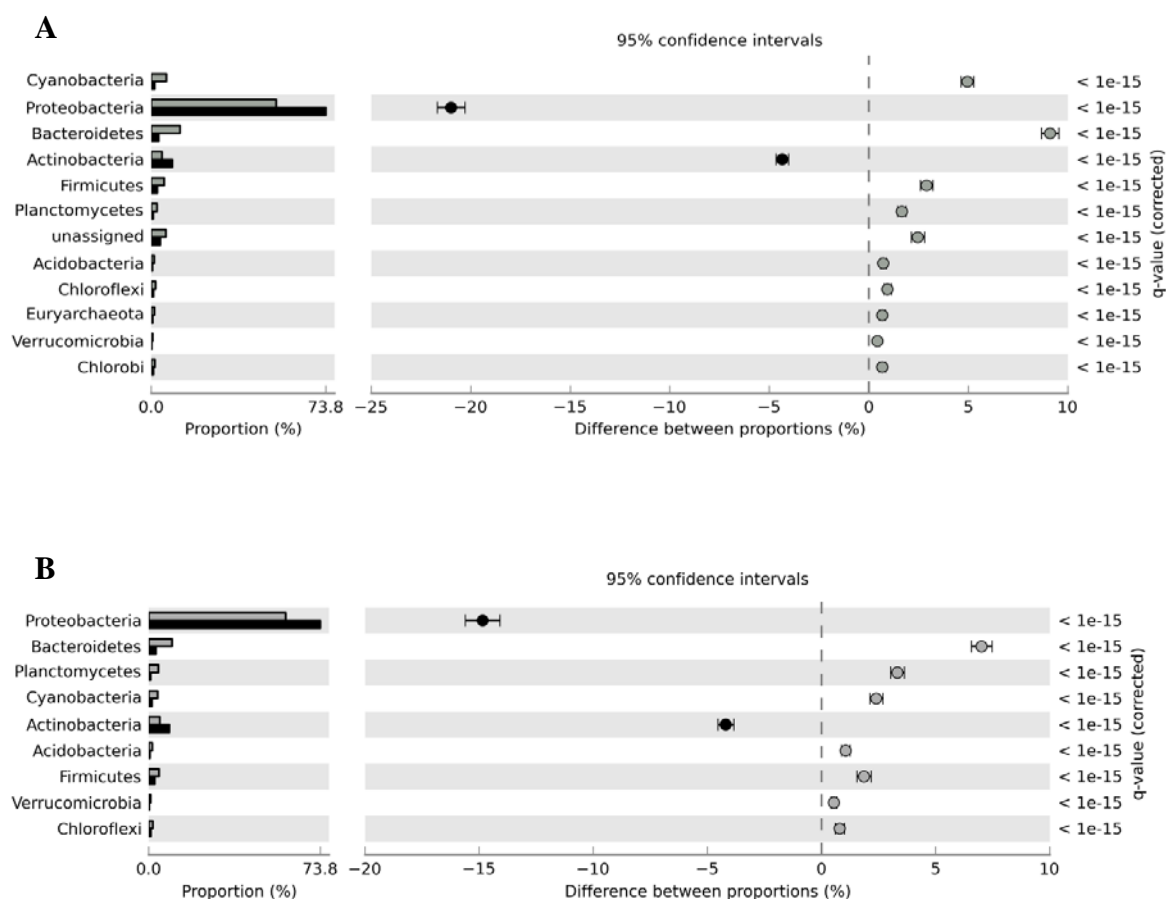 A
95% confidence intervals
Cyanobacteria < 1e-15
Proteobacteria < 1e-15
Bacteroidetes < 1e-15
Actinobacteria < 1e-15
Firmicutes < 1e-15
Planctomycetes < 1e-15
unassigned < 1e-15
Acidobacteria < 1e-15
Chloroflexi < 1e-15
Euryarchaeota < 1e-15
Verrucomicrobia < 1e-15
Chlorobi < 1e-15
q-value (corrected)
0.0 73.8 −25 −20 −15 −10 −5 0 5 10
Proportion (%) Difference between proportions (%)
B
95% confidence intervals
Proteobacteria < 1e-15
Bacteroidetes < 1e-15
Planctomycetes < 1e-15
Cyanobacteria < 1e-15
Actinobacteria < 1e-15
Acidobacteria < 1e-15
Firmicutes < 1e-15
Verrucomicrobia < 1e-15
Chloroflexi < 1e-15
q-value (corrected)
0.0 73.8 −20 −15 −10 −5 0 5 10
Proportion (%) Difference between proportions (%)